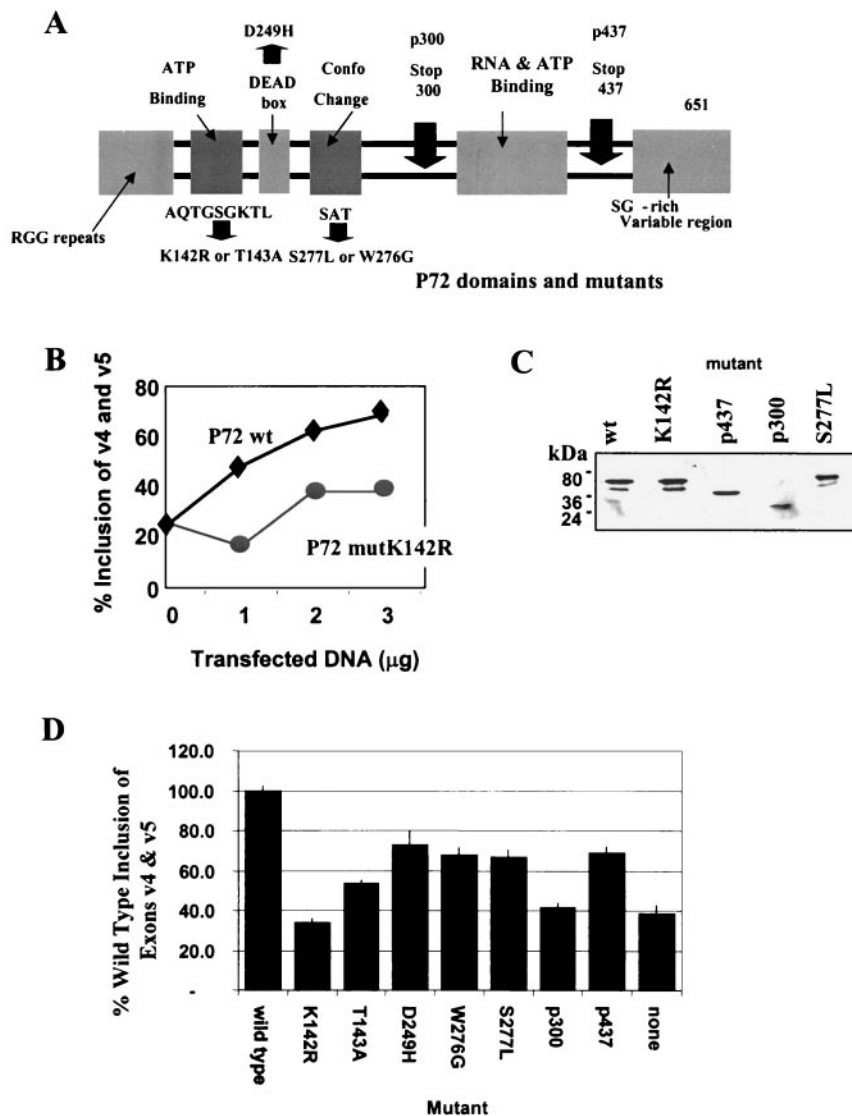 A
D249H
p300
p437
ATP
Binding
DEAD
box
Confo
Change
Stop
300
RNA & ATP
Binding
Stop
437
651
AQTGSGKTL
SAT
SG -rich
Variable region
RGG repeats
K142R or T143A
S277L or W276G
P72 domains and mutants
B
% Inclusion of v4 and v5
80
60
40
20
0
P72 wt
P72 mutK142R
0 1 2 3
Transfected DNA (µg)
C
mutant
wt
K142R
p437
p300
S277L
kDa
80
36
24
D
% Wild Type Inclusion of
Exons v4 & v5
120.0
100.0
80.0
60.0
40.0
20.0
-
wild type
K142R
T143A
D249H
W276G
S277L
p300
p437
none
Mutant